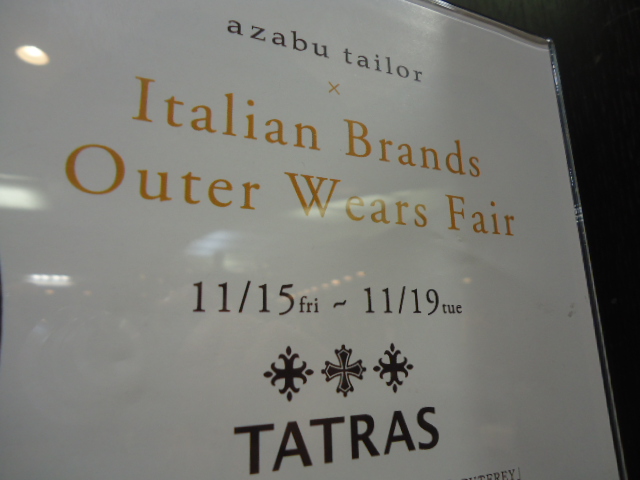 azabu tailor
×
Italian Brands
Outer Wears Fair
11/15fri ~ 11/19tue
TATRAS